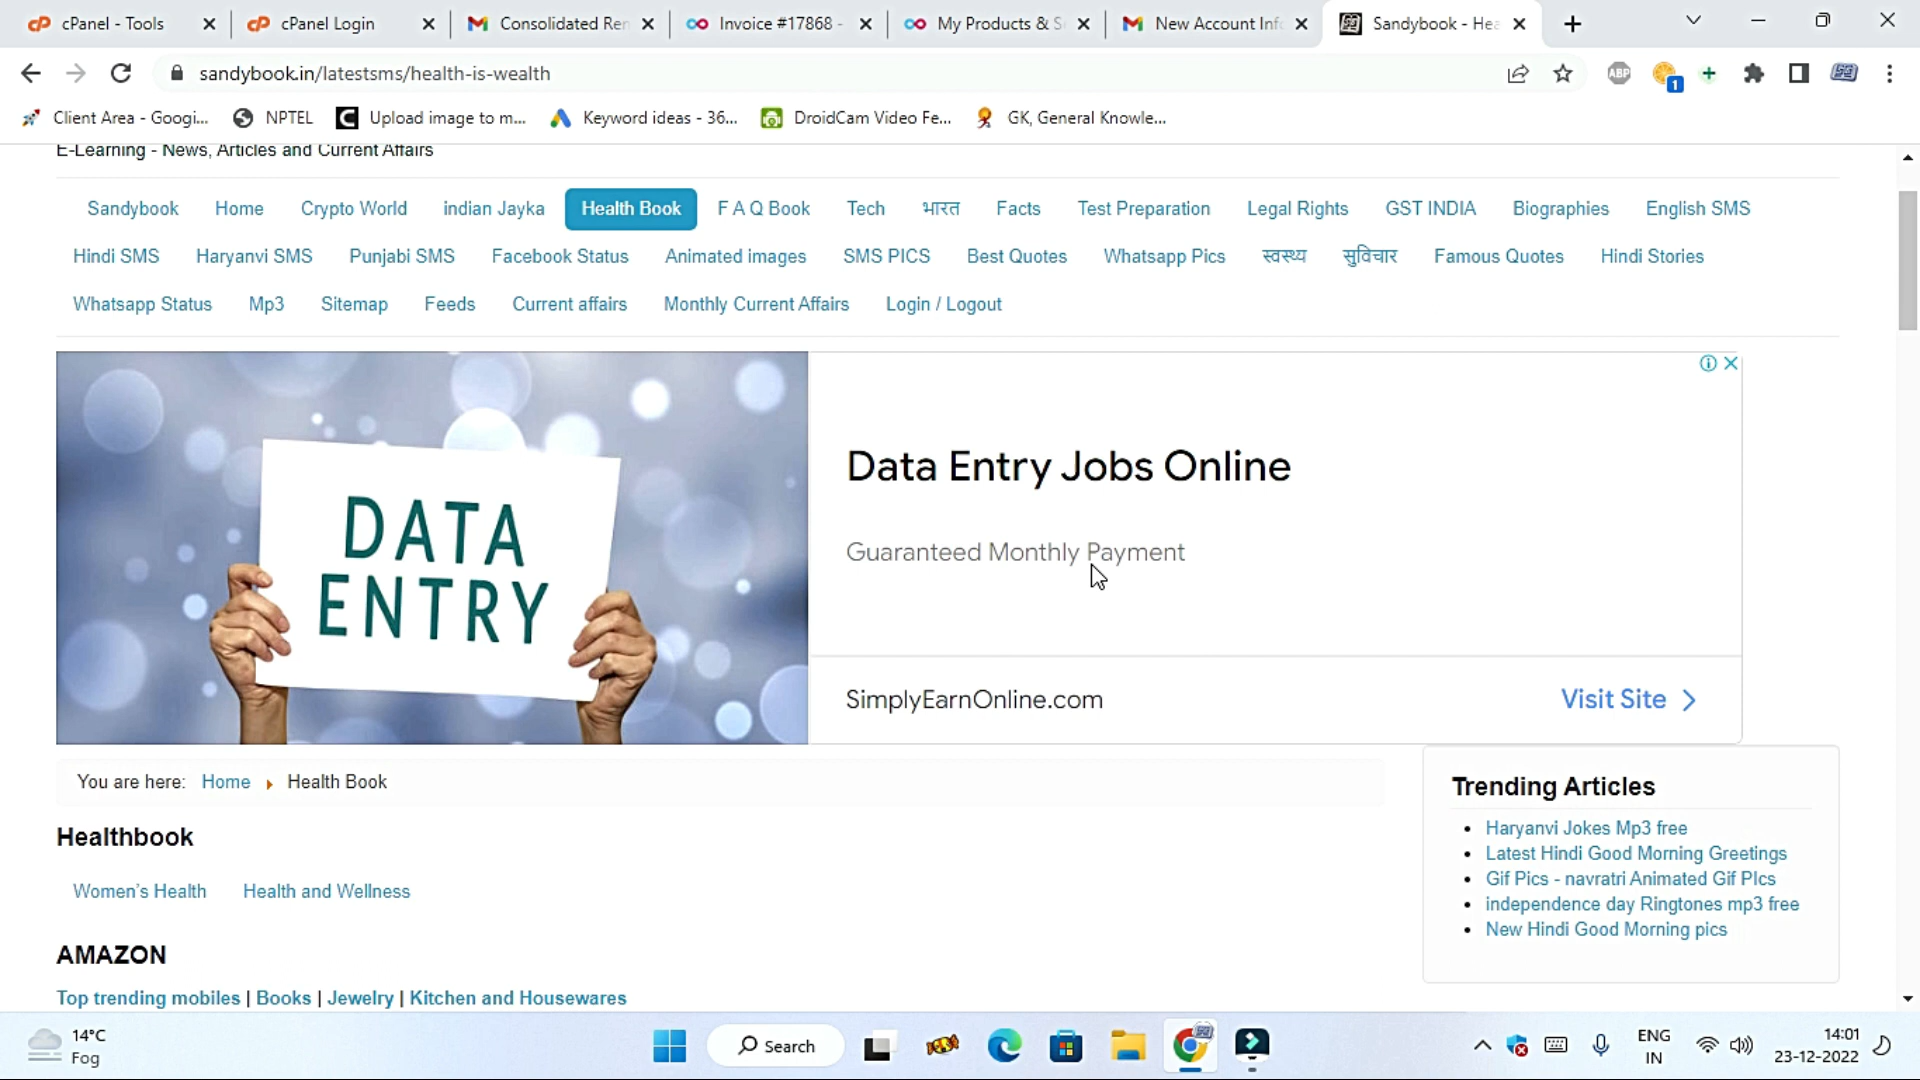 cPanel - Tools
cPanel Login
Consolidated Ren
Invoice #17868 -
My Products & S
New Account Info
Sandybook - Hea
sandybook.in/latestsms/health-is-wealth
ABP
1
Client Area - Googi...
NPTEL
Upload image to m...
Keyword ideas - 36...
DroidCam Video Fe...
GK, General Knowle...
E-Learning - News, Articles and Current Affairs
Sandybook Home Crypto World indian Jayka Health Book F A Q Book Tech भारत Facts Test Preparation Legal Rights GST INDIA Biographies English SMS
Hindi SMS Haryanvi SMS Punjabi SMS Facebook Status Animated images SMS PICS Best Quotes Whatsapp Pics स्वस्थ्य सुविचार Famous Quotes Hindi Stories
Whatsapp Status Mp3 Sitemap Feeds Current affairs Monthly Current Affairs Login / Logout
DATA
ENTRY
Data Entry Jobs Online
Guaranteed Monthly Payment
SimplyEarnOnline.com
Visit Site
You are here: Home Health Book
Healthbook
Women's Health Health and Wellness
AMAZON
Top trending mobiles | Books | Jewelry | Kitchen and Housewares
Trending Articles
Haryanvi Jokes Mp3 free
Latest Hindi Good Morning Greetings
Gif Pics - navratri Animated Gif PIcs
independence day Ringtones mp3 free
New Hindi Good Morning pics
14°C
Fog
Search
ENG
IN
14:01
23-12-2022